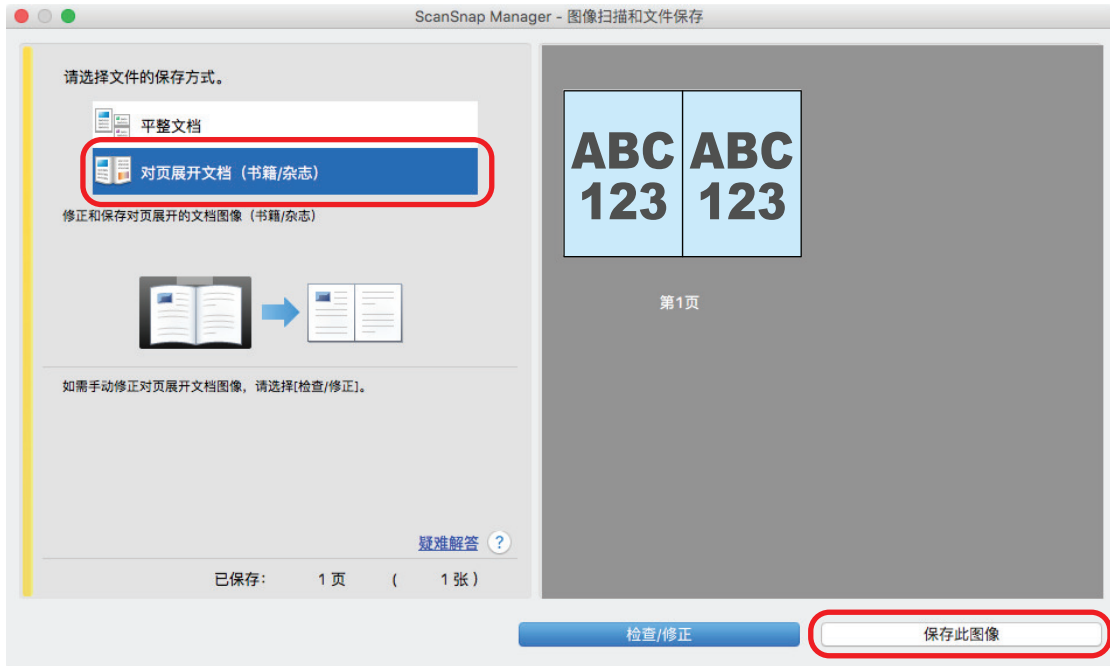 ScanSnap Manager - 图像扫描和文件保存
请选择文件的保存方式。
平整文档
对页展开文档（书籍/杂志）
修正和保存对页展开的文档图像（书籍/杂志）
如需手动修正对页展开文档图像，请选择[检查/修正]。
疑难解答 ?
已保存： 1 页 ( 1 张 )
ABC ABC
123 123
第1页
检查/修正
保存此图像